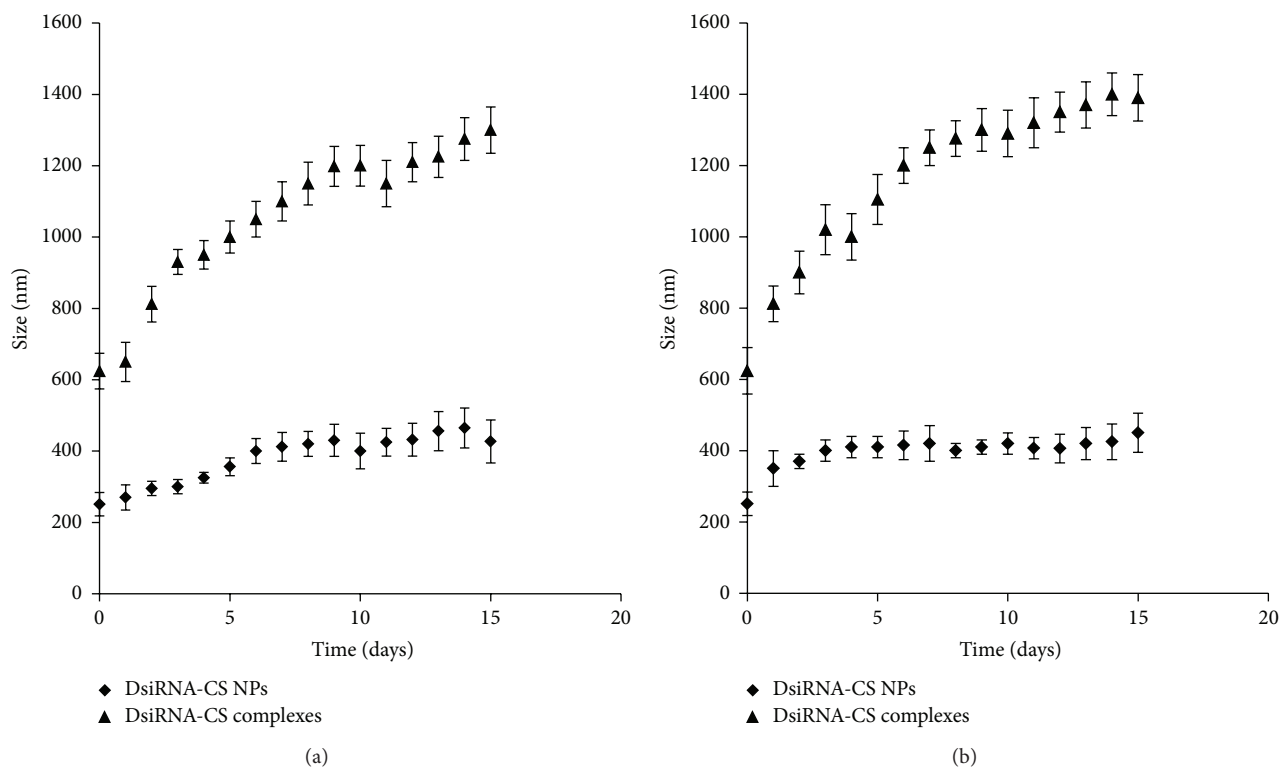 1600
1400
1200
1000
800
600
400
200
0
Size (nm)
0 5 10 15 20
Time (days)
DsiRNA-CS NPs
DsiRNA-CS complexes
(a)
1600
1400
1200
1000
800
600
400
200
0
Size (nm)
0 5 10 15 20
Time (days)
DsiRNA-CS NPs
DsiRNA-CS complexes
(b)